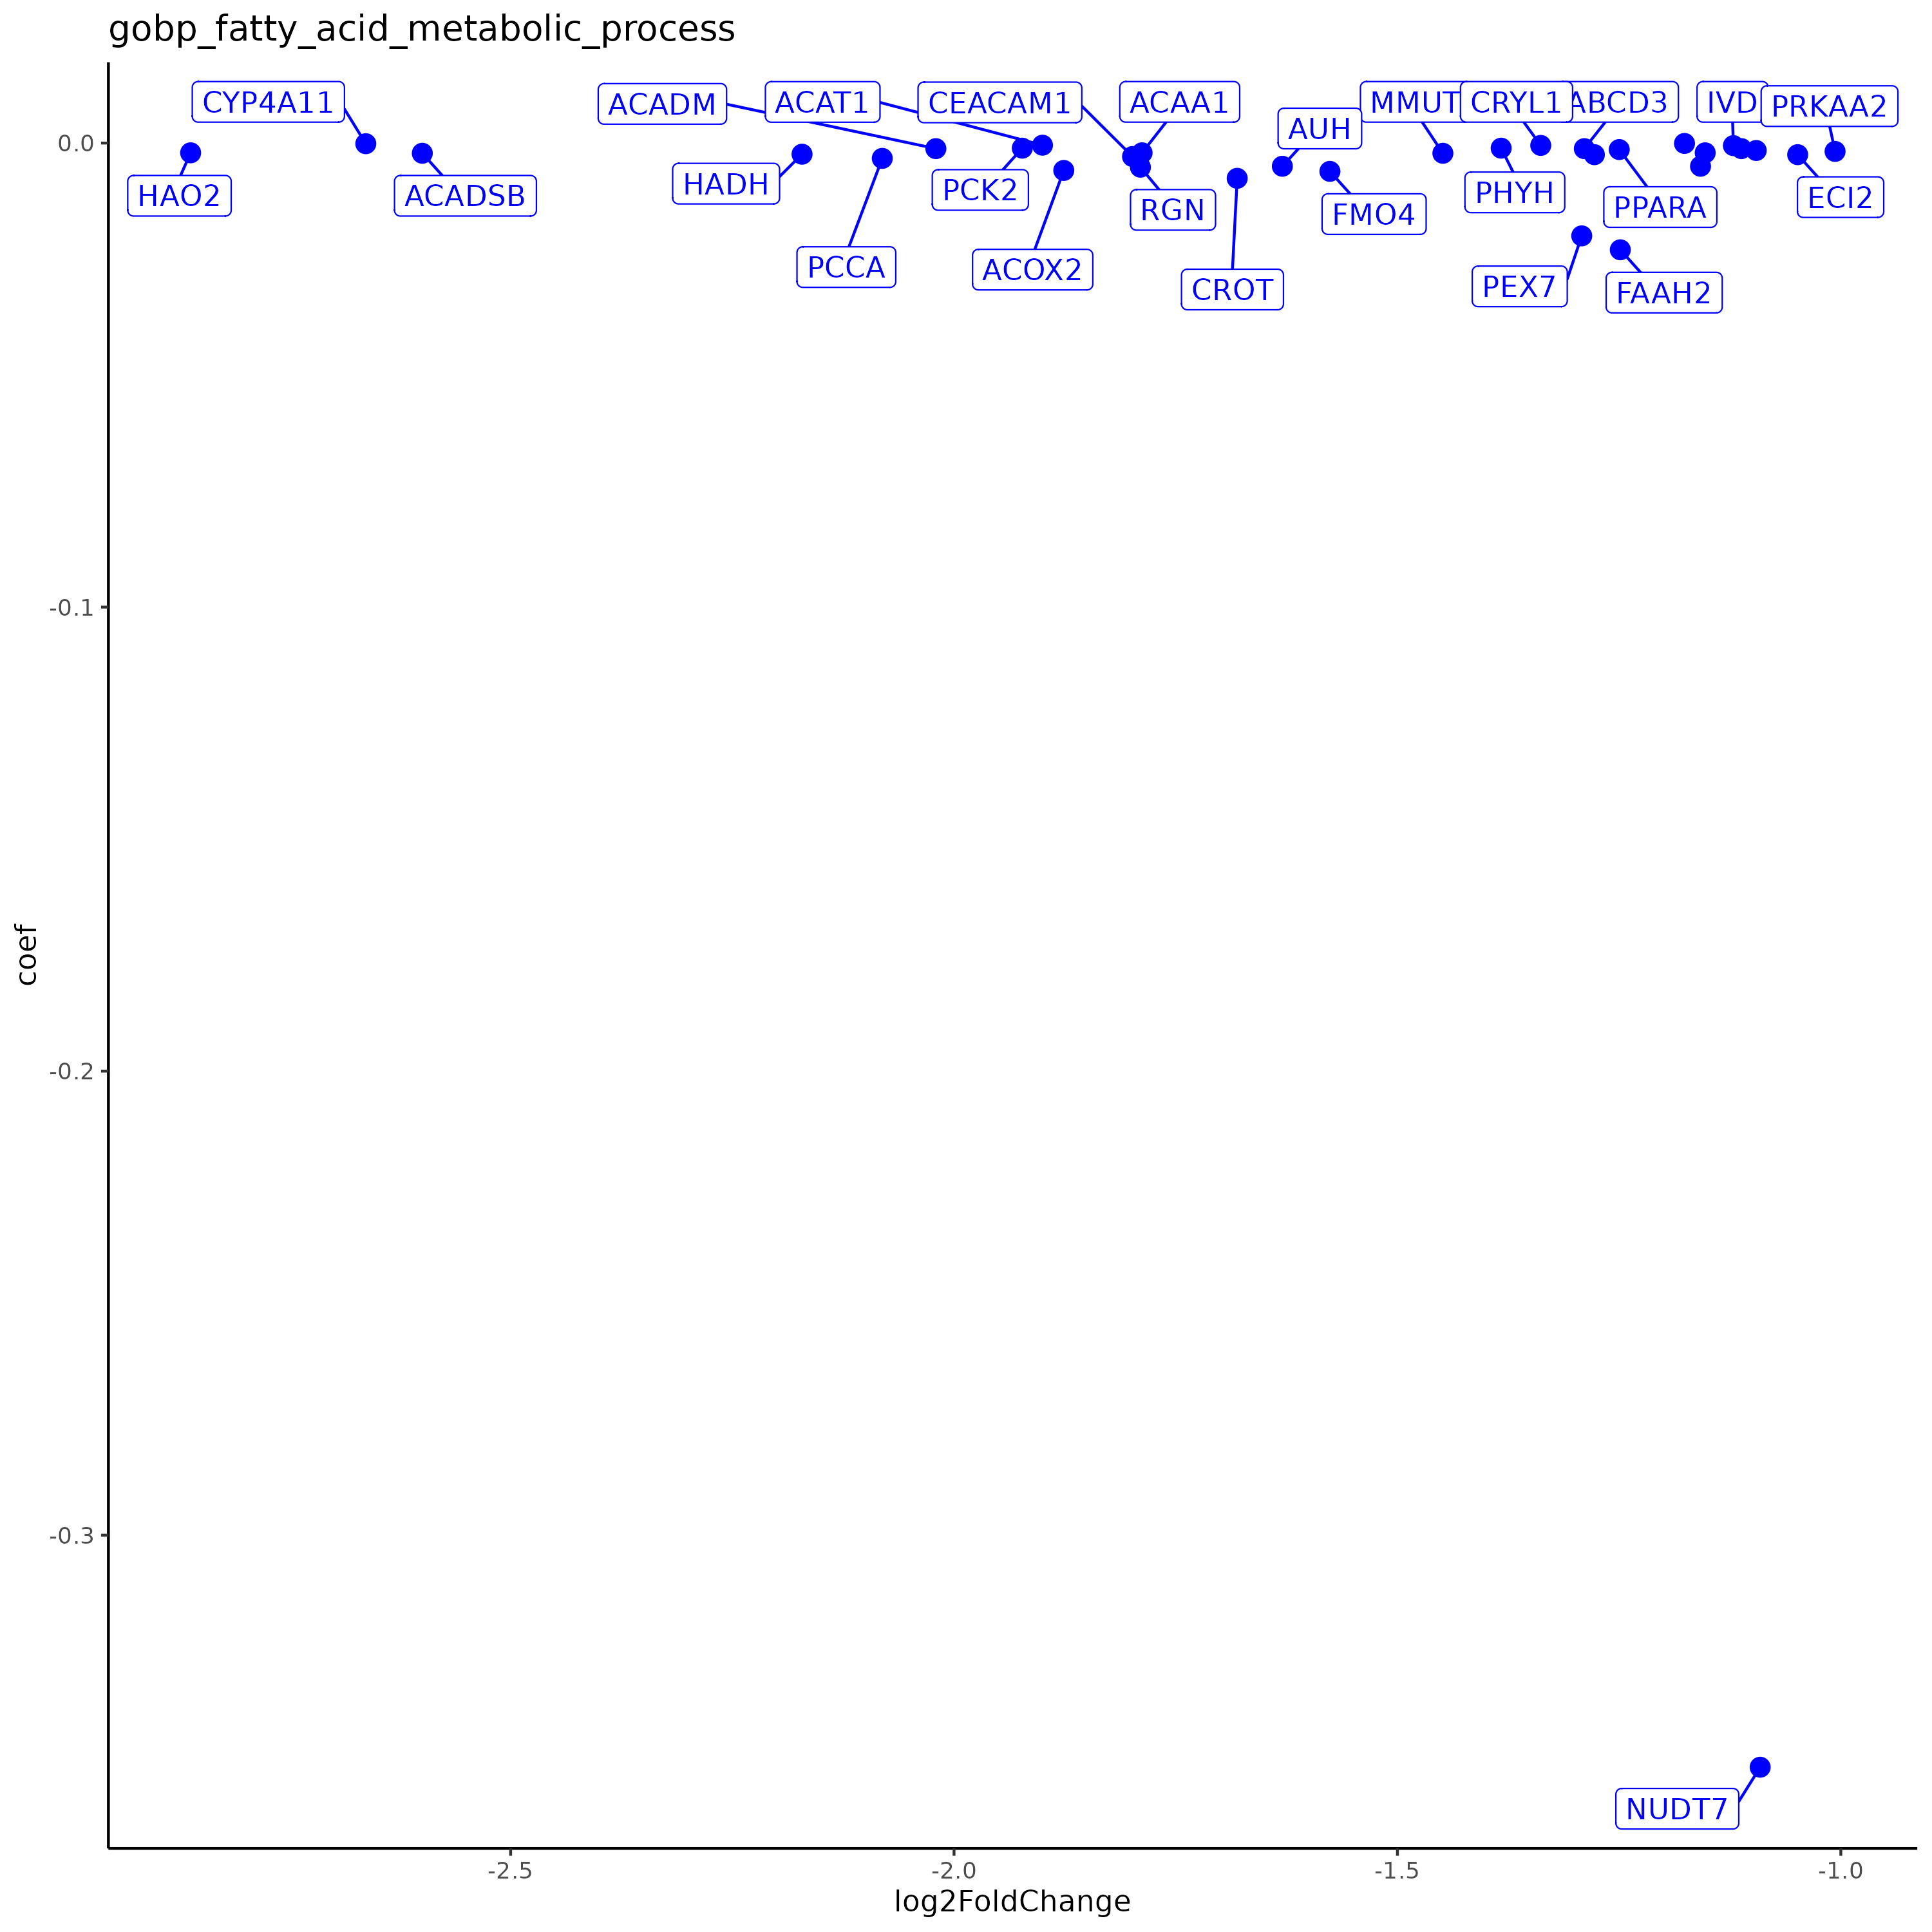 gobp_fatty_acid_metabolic_process
CYP4A11
ACADM
ACAT1
CEACAM1
ACAA1
AUH
MMUT
CRYL1
ABCD3
IVD
PRKAA2
HAO2
ACADSB
HADH
PCCA
PCK2
ACOX2
RGN
CROT
FMO4
PHYH
PPARA
ECI2
PEX7
FAAH2
NUDT7
0.0
-0.1
-0.2
-0.3
coef
-2.5
-2.0
-1.5
-1.0
log2FoldChange